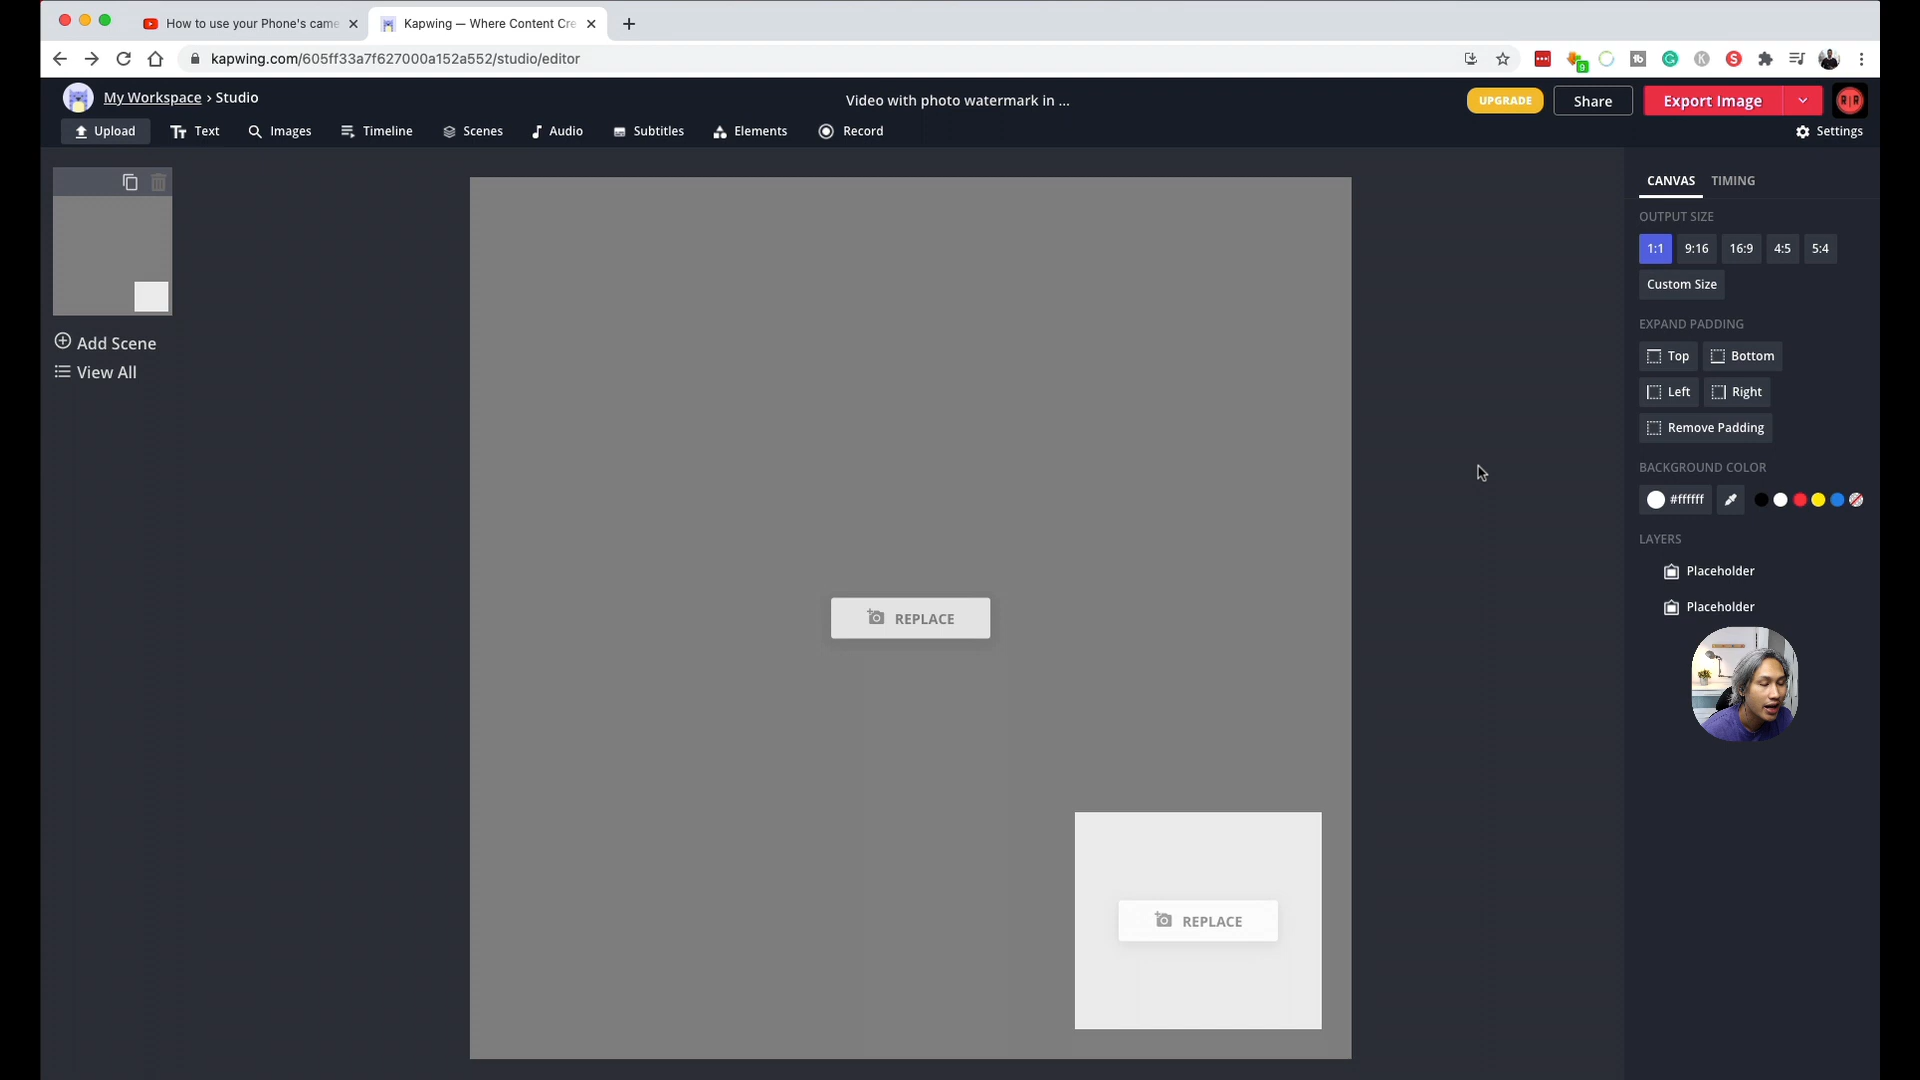 How to use your Phone's came
Kapwing — Where Content Cre
kapwing.com/605ff33a7f627000a152a552/studio/editor
9
My Workspace › Studio
Video with photo watermark in ...
UPGRADE
Share
Export Image
R|R
Upload
Text
Images
Timeline
Scenes
Audio
Subtitles
Elements
Record
Settings
CANVAS
TIMING
OUTPUT SIZE
1:1
9:16
16:9
4:5
5:4
Custom Size
Add Scene
View All
EXPAND PADDING
Top
Bottom
Left
Right
Remove Padding
BACKGROUND COLOR
#ffffff
LAYERS
Placeholder
Placeholder
REPLACE
REPLACE